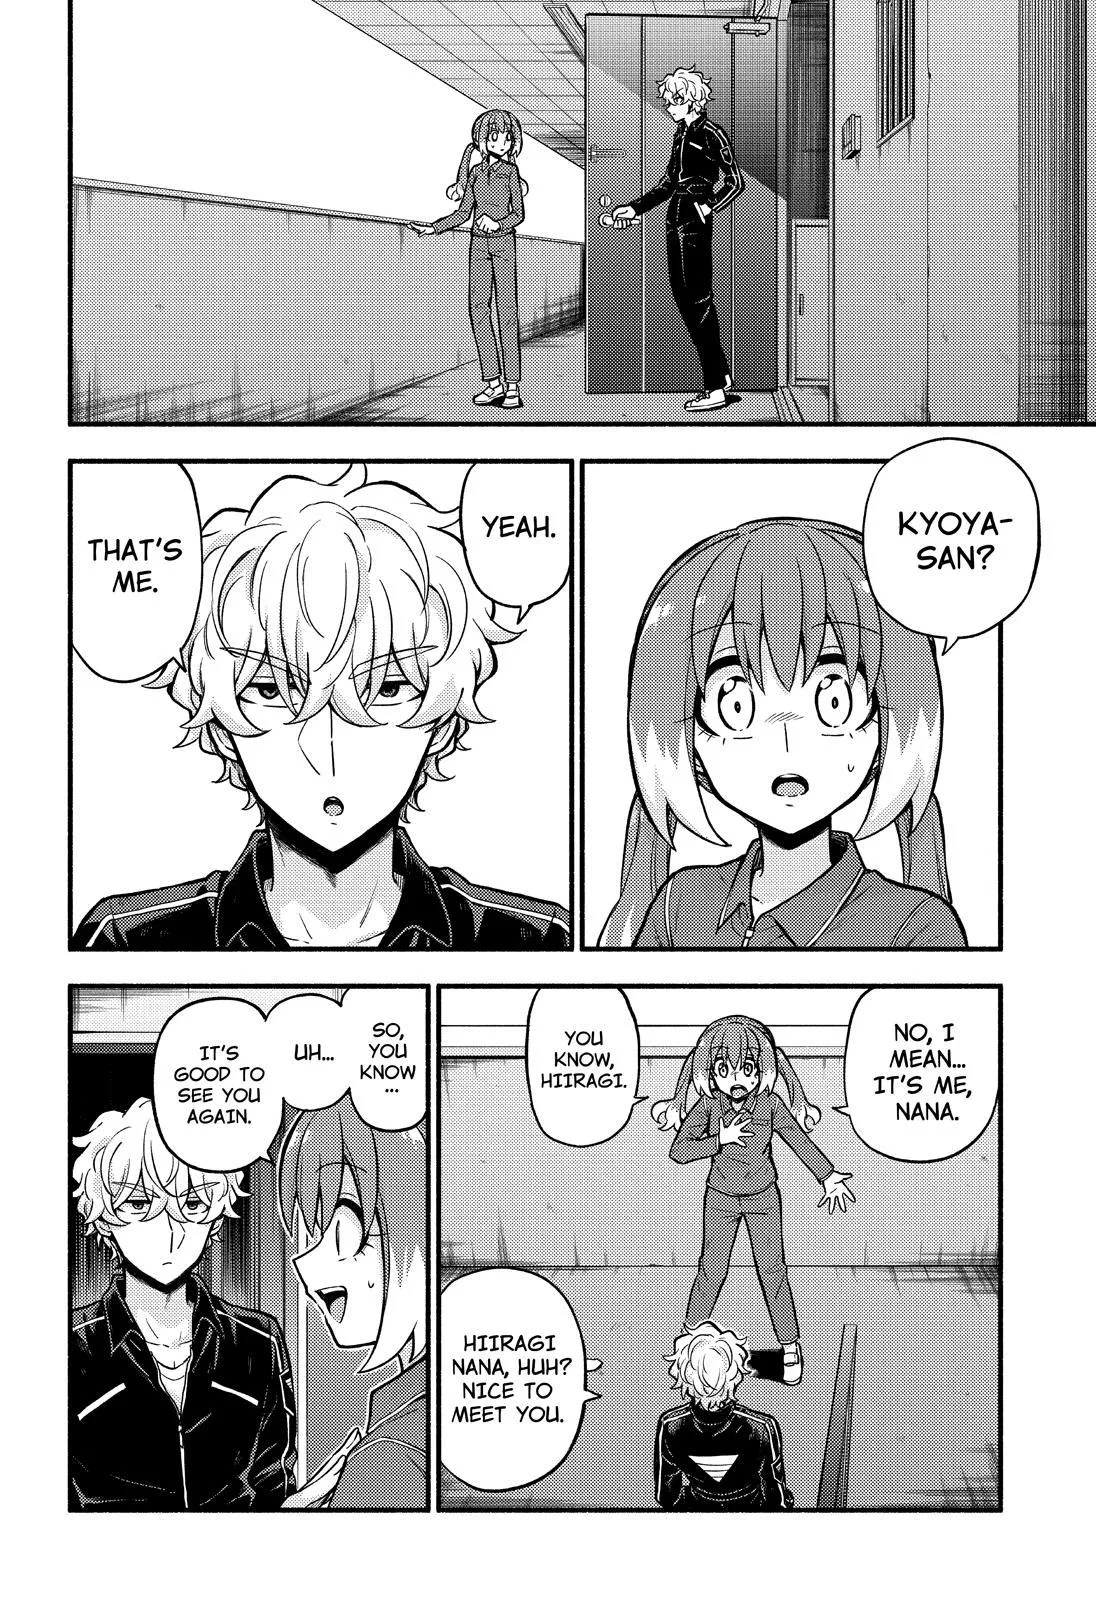 KYOYA-
SAN?
YEAH.
THAT'S
ME.
NO, I
MEAN...
IT'S ME,
NANA.
YOU
KNOW,
HIIRAGI.
HIIRAGI
NANA, HUH?
NICE TO
MEET YOU.
SO,
YOU
KNOW
...
UH...
IT'S
GOOD TO
SEE YOU
AGAIN.